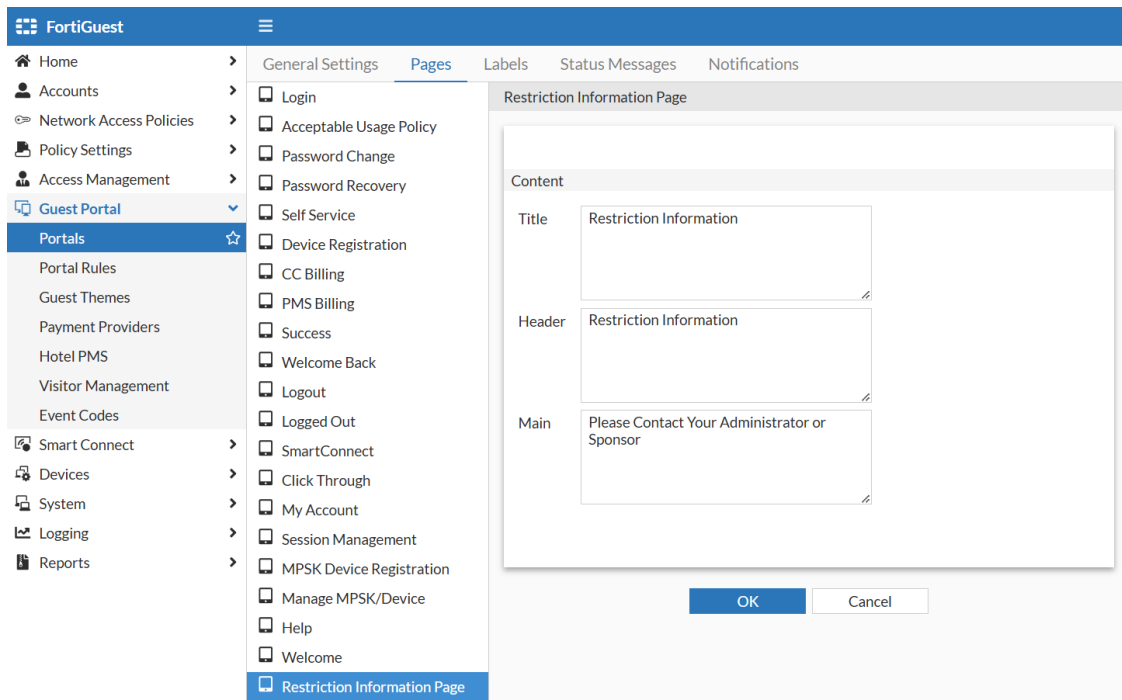 FortiGuest
Home
Accounts
Network Access Policies
Policy Settings
Access Management
Guest Portal
Portals
Portal Rules
Guest Themes
Payment Providers
Hotel PMS
Visitor Management
Event Codes
Smart Connect
Devices
System
Logging
Reports
General Settings Pages Labels Status Messages Notifications
Login
Acceptable Usage Policy
Password Change
Password Recovery
Self Service
Device Registration
CC Billing
PMS Billing
Success
Welcome Back
Logout
Logged Out
SmartConnect
Click Through
My Account
Session Management
MPSK Device Registration
Manage MPSK/Device
Help
Welcome
Restriction Information Page
Restriction Information Page
Content
Title Restriction Information
Header Restriction Information
Main Please Contact Your Administrator or
Sponsor
OK Cancel